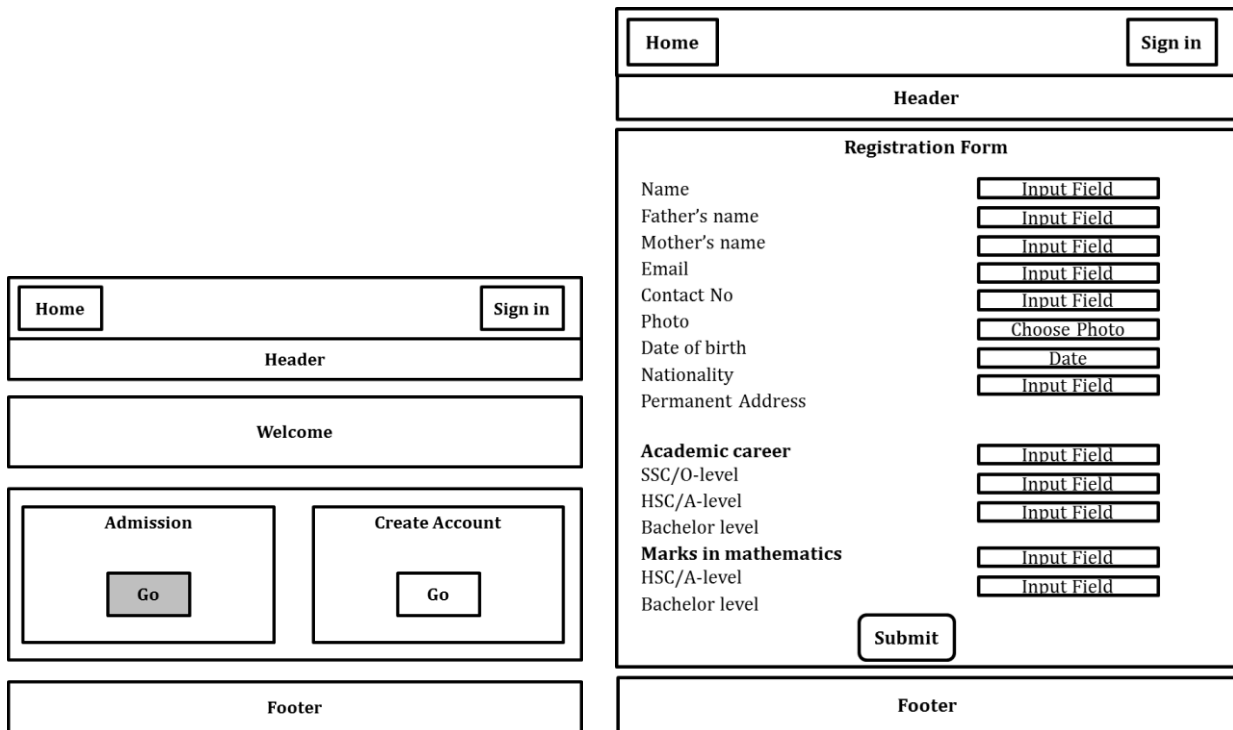 Home
Sign in
Header
Welcome
Admission
Create Account
Go
Go
Footer
Home
Sign in
Header
Registration Form
Name Input Field
Father’s name Input Field
Mother’s name Input Field
Email Input Field
Contact No Input Field
Photo Choose Photo
Date of birth Date
Nationality Input Field
Permanent Address
Academic career Input Field
SSC/O-level Input Field
HSC/A-level Input Field
Bachelor level
Marks in mathematics Input Field
HSC/A-level Input Field
Bachelor level
Submit
Footer